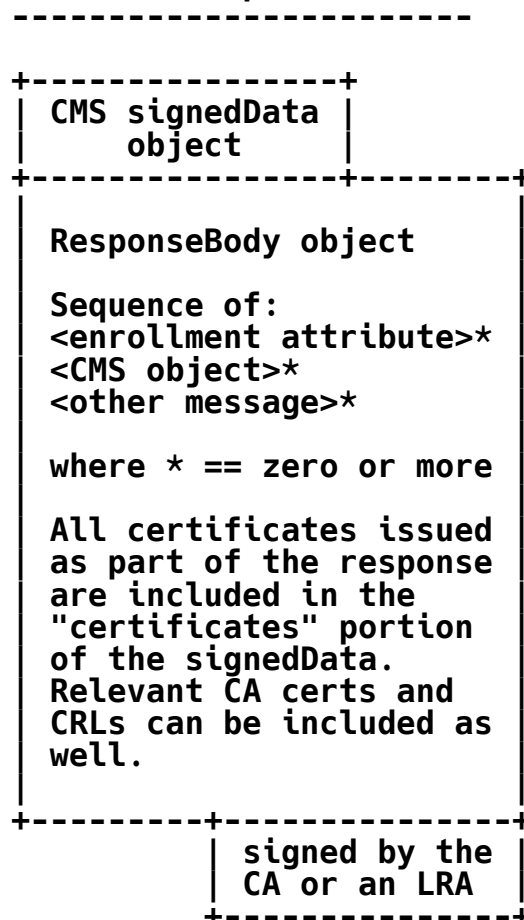 CMS signedData
object
ResponseBody object
Sequence of:
<enrollment attribute>*
<CMS object>*
<other message>*
where * == zero or more
All certificates issued
as part of the response
are included in the
"certificates" portion
of the signedData.
Relevant CA certs and
CRLs can be included as
well.
signed by the
CA or an LRA